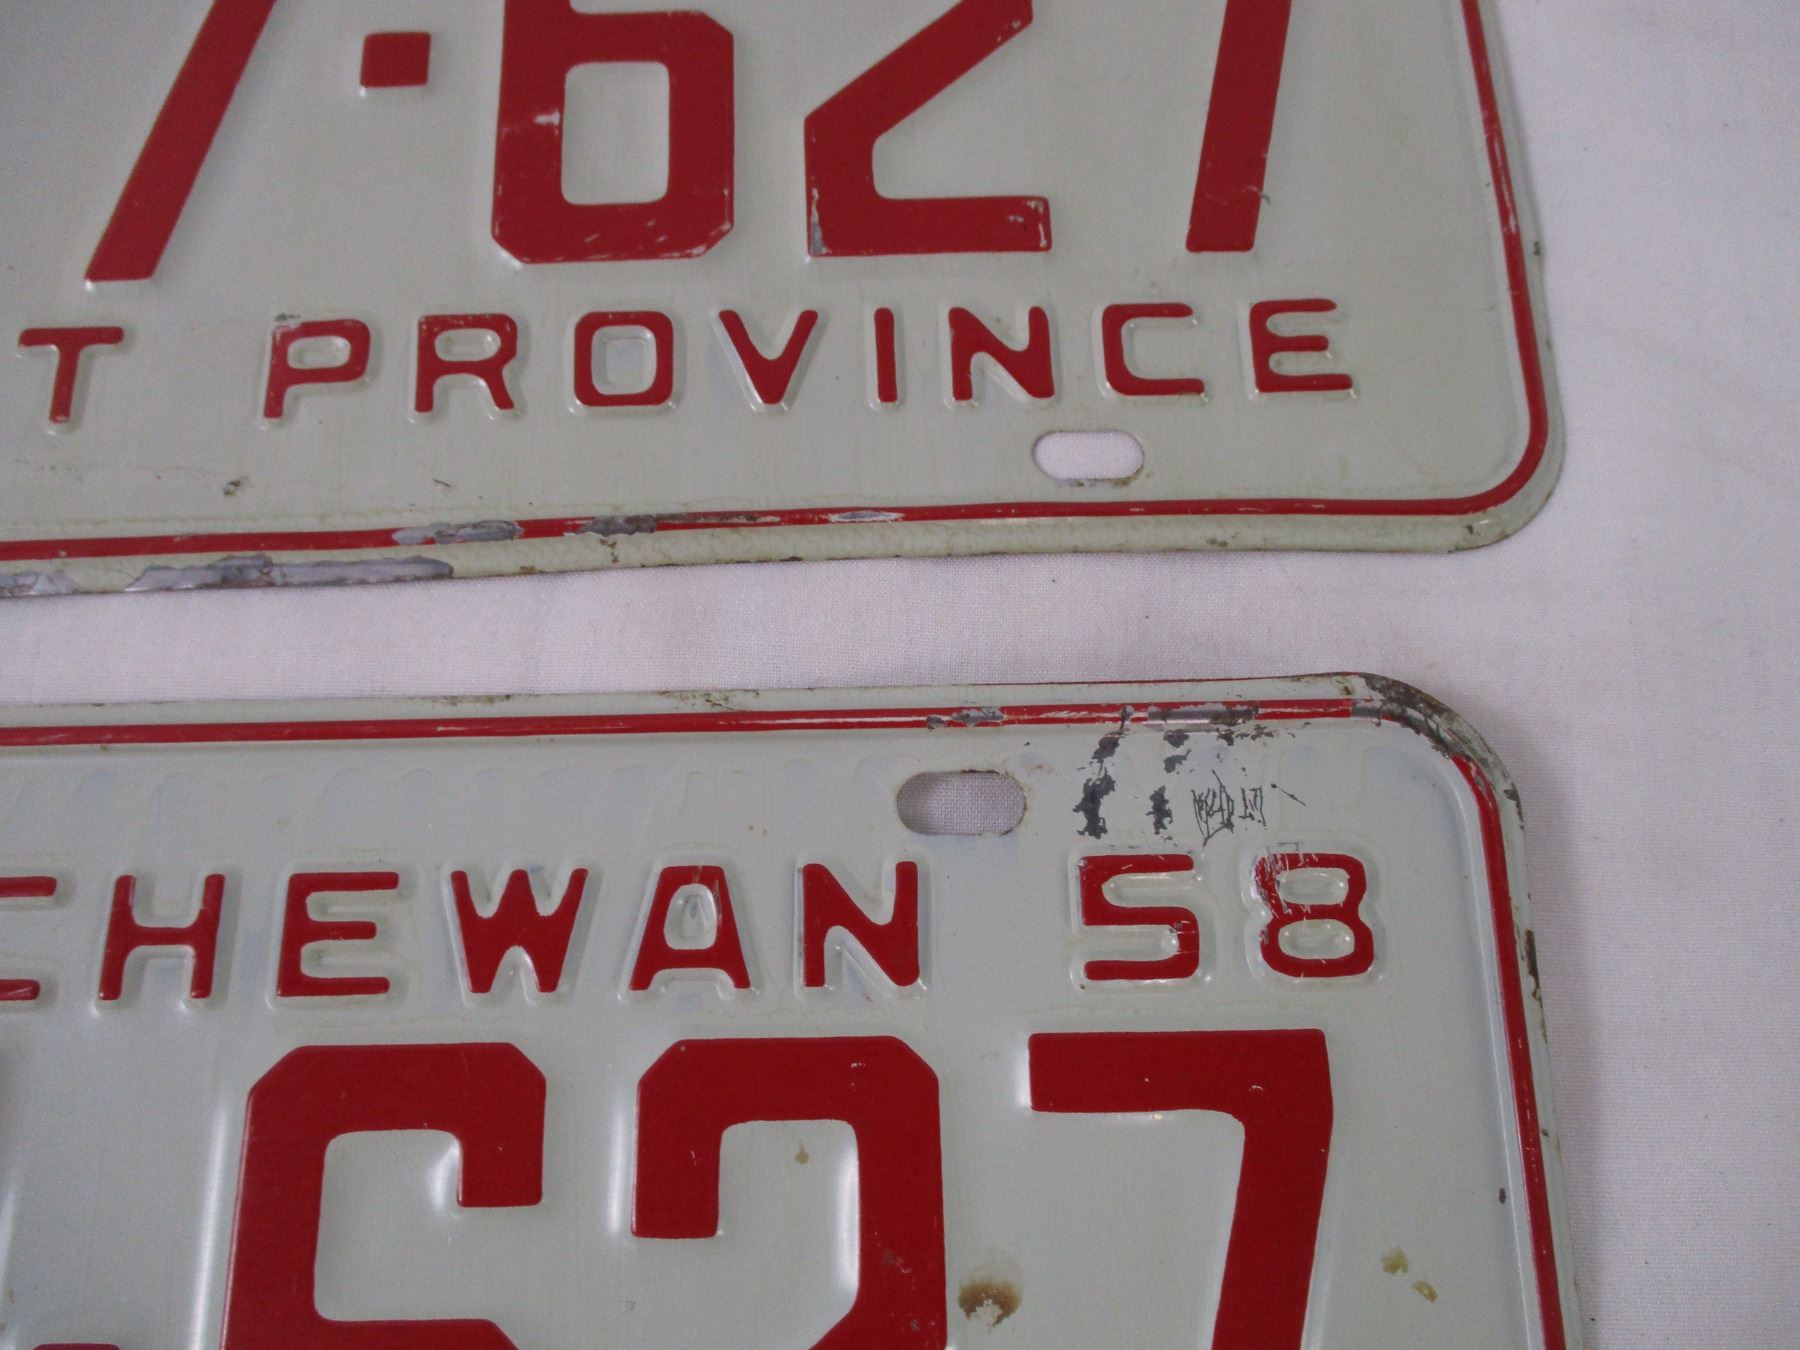 7·627
T PROVINCE
CHEWAN 58
627